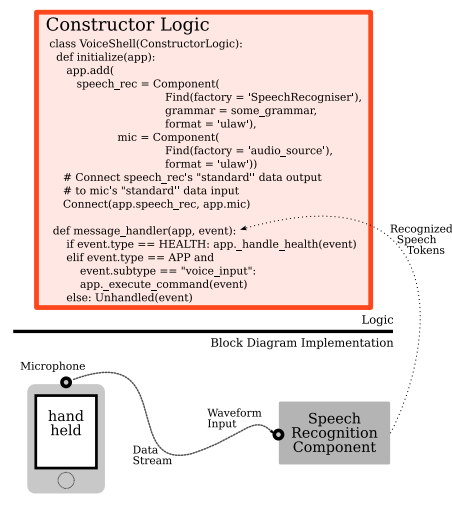 Constructor Logic
class VoiceShell(ConstructorLogic):
def initialize(app):
app.add(
speech_rec = Component(
Find(factory = 'SpeechRecogniser'),
grammar = some_grammar,
format = 'ulaw'),
mic = Component(
Find(factory = 'audio_source'),
format = 'ulaw'))
# Connect speech_rec's "standard" data output
# to mic's "standard" data input
Connect(app.speech_rec, app.mic)
def message_handler(app, event):
if event.type == HEALTH: app._handle_health(event)
elif event.type == APP and
event.subtype == "voice_input":
app._execute_command(event)
else: Unhandled(event)
Recognized
Speech
Tokens
Logic
Block Diagram Implementation
Microphone
hand
held
Data
Stream
Waveform
Input
Speech
Recognition
Component